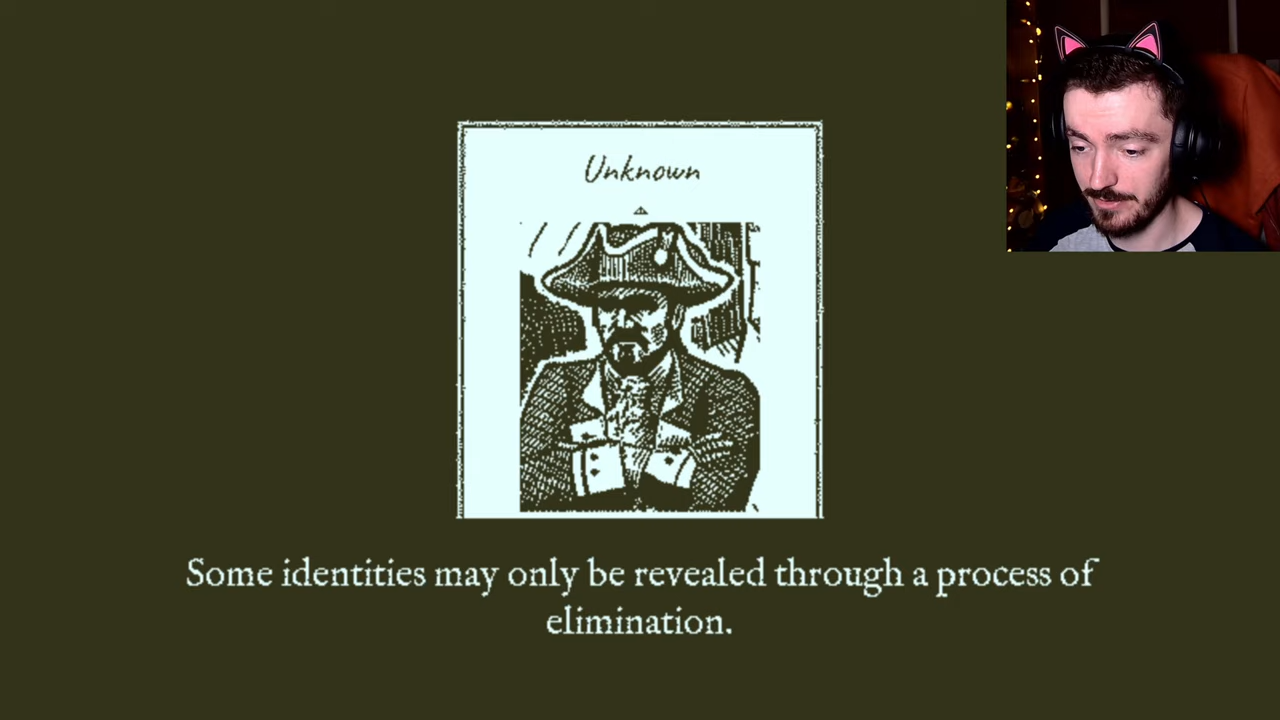 Unknown
Some identities may only be revealed through a process of
elimination.